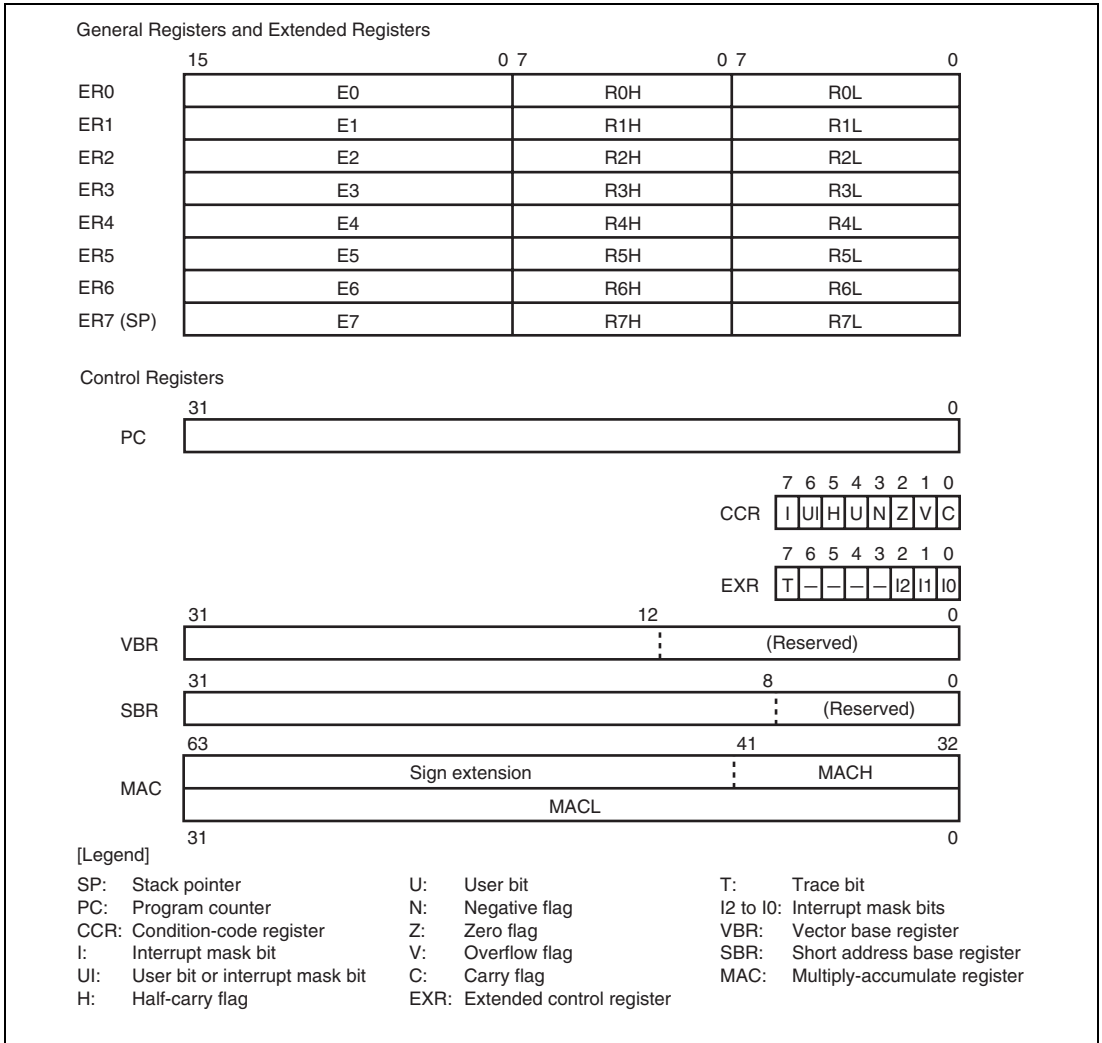 General Registers and Extended Registers
15 0 7 0 7 0
ER0 E0 R0H R0L
ER1 E1 R1H R1L
ER2 E2 R2H R2L
ER3 E3 R3H R3L
ER4 E4 R4H R4L
ER5 E5 R5H R5L
ER6 E6 R6H R6L
ER7 (SP) E7 R7H R7L
Control Registers
31 0
PC
7 6 5 4 3 2 1 0
CCR I UI H U N Z V C
7 6 5 4 3 2 1 0
EXR T — — — — I2 I1 I0
31 12 0
VBR (Reserved)
31 8 0
SBR (Reserved)
63 41 32
MAC Sign extension MACH
MACL
31 0
[Legend]
SP: Stack pointer U: User bit T: Trace bit
PC: Program counter N: Negative flag I2 to I0: Interrupt mask bits
CCR: Condition-code register Z: Zero flag VBR: Vector base register
I: Interrupt mask bit V: Overflow flag SBR: Short address base register
UI: User bit or interrupt mask bit C: Carry flag MAC: Multiply-accumulate register
H: Half-carry flag EXR: Extended control register